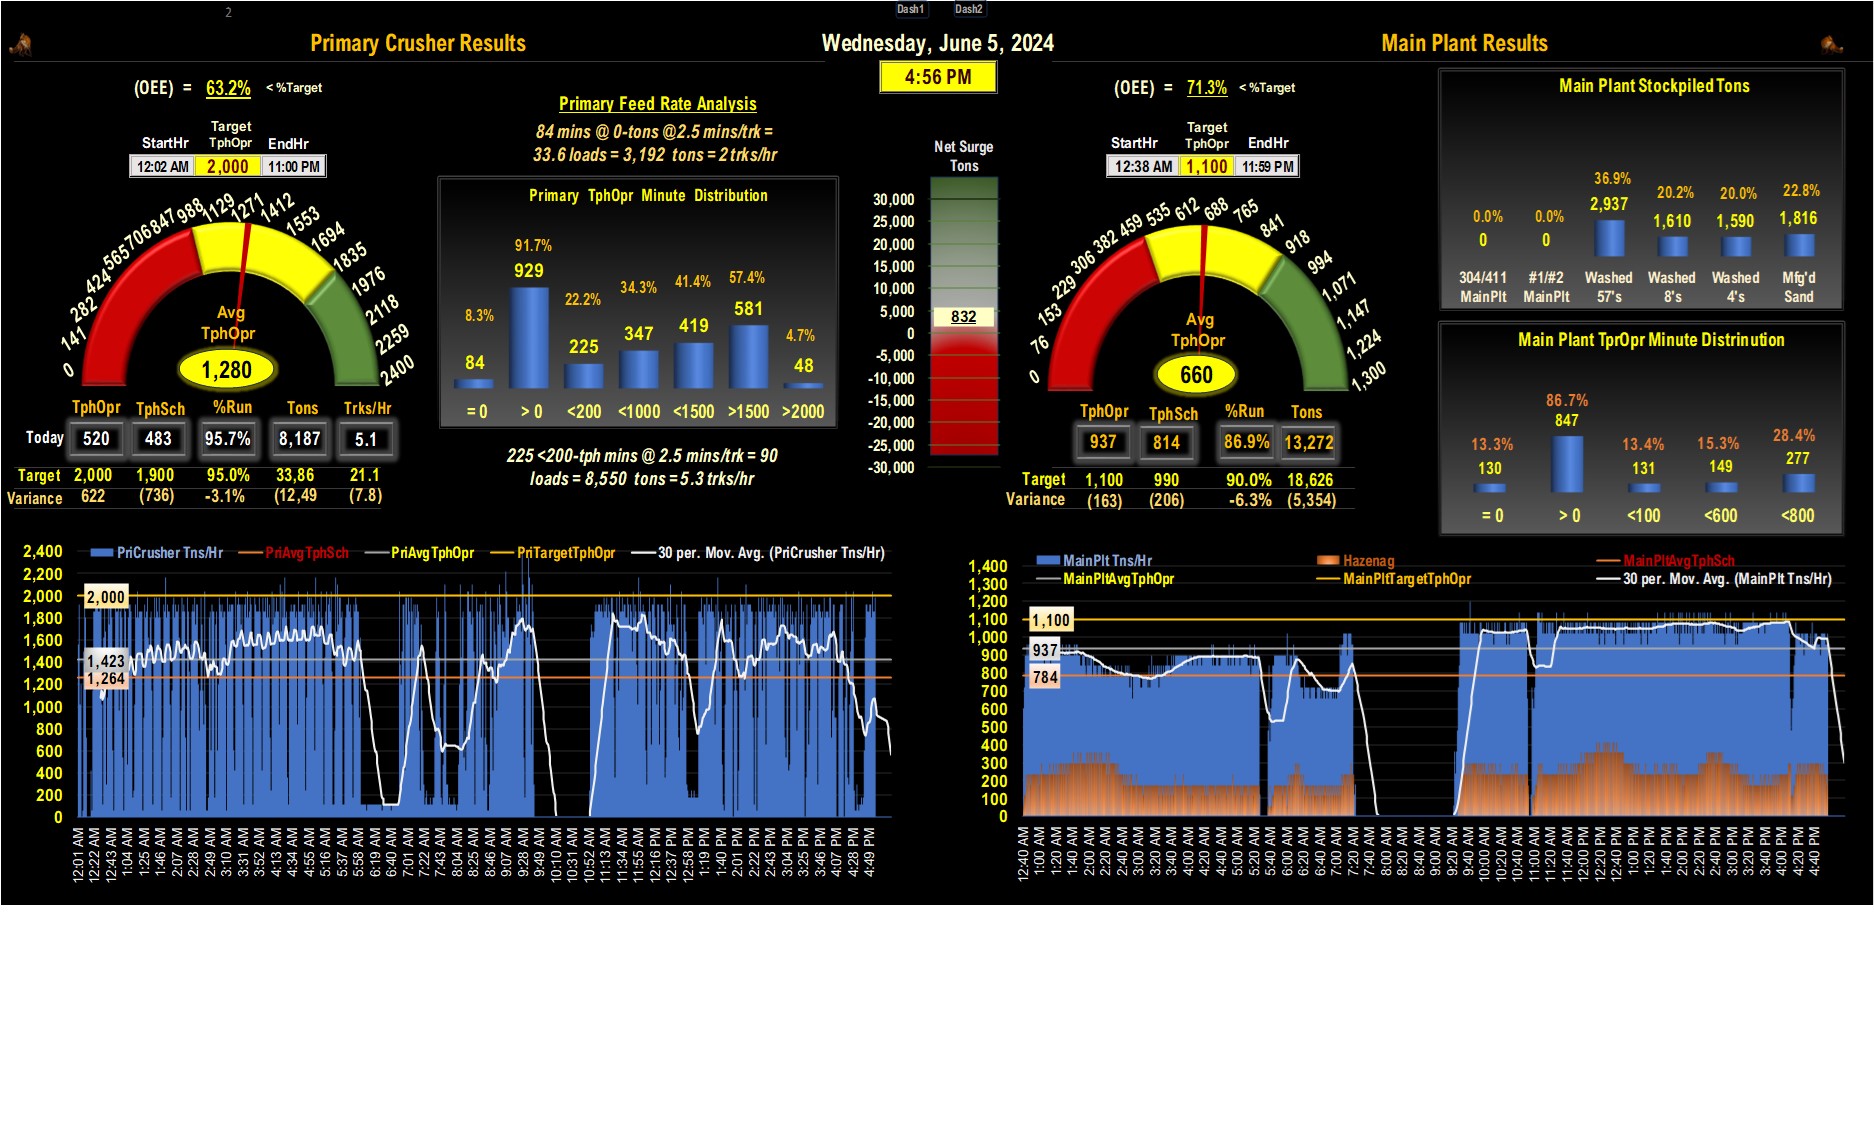 2
Dash1 Dash2
Primary Crusher Results
Wednesday, June 5, 2024
Main Plant Results
4:56 PM
(OEE) = 63.2% < %Target
StartHr Target TphOpr EndHr
12:02 AM 2,000 11:00 PM
0 141 282 424 565 706 847 988 1129 1271 1412 1553 1694 1835 1976 2118 2259 2400
Avg
TphOpr
1,280
TphOpr TphSch %Run Tons Trks/Hr
Today 520 483 95.7% 8,187 5.1
Target 2,000 1,900 95.0% 33,86 21.1
Variance 622 (736) -3.1% (12,49 (7.8)
Primary Feed Rate Analysis
84 mins @ 0-tons @2.5 mins/trk =
33.6 loads = 3,192 tons = 2 trks/hr
Primary TphOpr Minute Distribution
8.3% 91.7% 22.2% 34.3% 41.4% 57.4% 4.7%
84 929 225 347 419 581 48
= 0 > 0 <200 <1000 <1500 >1500 >2000
225 <200-tph mins @ 2.5 mins/trk = 90
loads = 8,550 tons = 5.3 trks/hr
Net Surge
Tons
30,000
25,000
20,000
15,000
10,000
5,000
0
-5,000
-10,000
-15,000
-20,000
-25,000
-30,000
832
(OEE) = 71.3% < %Target
StartHr Target TphOpr EndHr
12:38 AM 1,100 11:59 PM
0 76 153 229 306 382 459 535 612 688 765 841 918 994 1,071 1,147 1,224 1,300
Avg
TphOpr
660
TphOpr TphSch %Run Tons
937 814 86.9% 13,272
Target 1,100 990 90.0% 18,626
Variance (163) (206) -6.3% (5,354)
Main Plant Stockpiled Tons
0.0% 0.0% 36.9% 20.2% 20.0% 22.8%
0 0 2,937 1,610 1,590 1,816
304/411 #1/#2 Washed Washed Washed Mfg'd
MainPlt MainPlt 57's 8's 4's Sand
Main Plant TprOpr Minute Distrinution
13.3% 86.7% 13.4% 15.3% 28.4%
130 847 131 149 277
= 0 > 0 <100 <600 <800
PriCrusher Tns/Hr PriAvgTphSch PriAvgTphOpr PriTargetTphOpr 30 per. Mov. Avg. (PriCrusher Tns/Hr)
2,400
2,200
2,000
1,800
1,600
1,400
1,200
1,000
800
600
400
200
0
2,000
1,423
1,264
12:01 AM 12:22 AM 12:43 AM 1:04 AM 1:25 AM 1:46 AM 2:07 AM 2:28 AM 2:49 AM 3:10 AM 3:31 AM 3:52 AM 4:13 AM 4:34 AM 4:55 AM 5:16 AM 5:37 AM 5:58 AM 6:19 AM 6:40 AM 7:01 AM 7:22 AM 7:43 AM 8:04 AM 8:25 AM 8:46 AM 9:07 AM 9:28 AM 9:49 AM 10:10 AM 10:31 AM 10:52 AM 11:13 AM 11:34 AM 11:55 AM 12:16 PM 12:37 PM 12:58 PM 1:19 PM 1:40 PM 2:01 PM 2:22 PM 2:43 PM 3:04 PM 3:25 PM 3:46 PM 4:07 PM 4:28 PM 4:49 PM
MainPlt Tns/Hr Hazenag MainPltAvgTphSch
MainPltAvgTphOpr MainPltTargetTphOpr 30 per. Mov. Avg. (MainPlt Tns/Hr)
1,400
1,300
1,200
1,100
1,000
900
800
700
600
500
400
300
200
100
0
1,100
937
784
12:40 AM 1:00 AM 1:20 AM 1:40 AM 2:00 AM 2:20 AM 2:40 AM 3:00 AM 3:20 AM 3:40 AM 4:00 AM 4:20 AM 4:40 AM 5:00 AM 5:20 AM 5:40 AM 6:00 AM 6:20 AM 6:40 AM 7:00 AM 7:20 AM 7:40 AM 8:00 AM 8:20 AM 8:40 AM 9:00 AM 9:20 AM 9:40 AM 10:00 AM 10:20 AM 10:40 AM 11:00 AM 11:20 AM 11:40 AM 12:00 PM 12:20 PM 12:40 PM 1:00 PM 1:20 PM 1:40 PM 2:00 PM 2:20 PM 2:40 PM 3:00 PM 3:20 PM 3:40 PM 4:00 PM 4:20 PM 4:40 PM